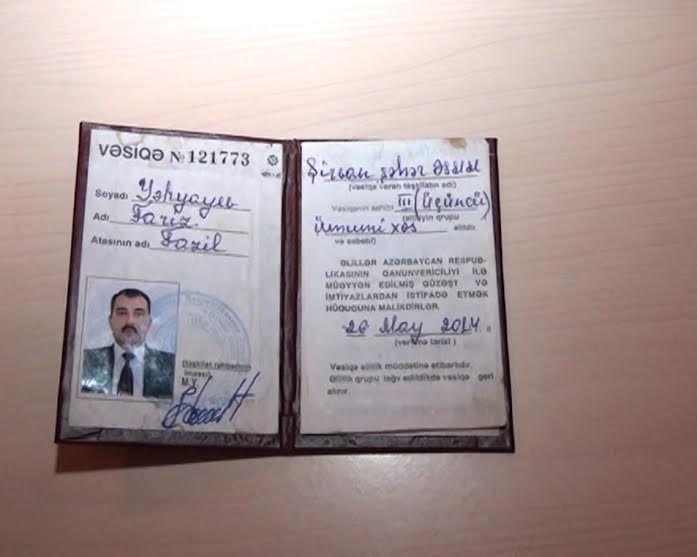 VƏSİQƏ № 121773
Soyadı Yəhyayev
Adı Fariz
Atasının adı Fazil
(təşkilat rəhbərinin
imzası)
M.Y.
Şirvan şəhər ƏƏSMM
(vəsiqə verən təşkilatın adı)
Vəsiqənin sahibi III (Üçüncü)
(əlilliyin qrupu
Ümumi xəs əlildir.
və səbəbi)
ƏLİLLƏR AZƏRBAYCAN RESPUB-
LİKASININ QANUNVERİCİLİYİ İLƏ
MÜƏYYƏN EDİLMİŞ GÜZƏŞT VƏ
İMTİYAZLARDAN İSTİFADƏ ETMƏK
HÜQUQUNA MALİKDİRLƏR.
26 May 2014 il
(verilmə tarixi)
Vəsiqə əlillik müddətinə etibarlıdır.
Əlillik qrupu ləğv edildikdə vəsiqə geri
alınır.